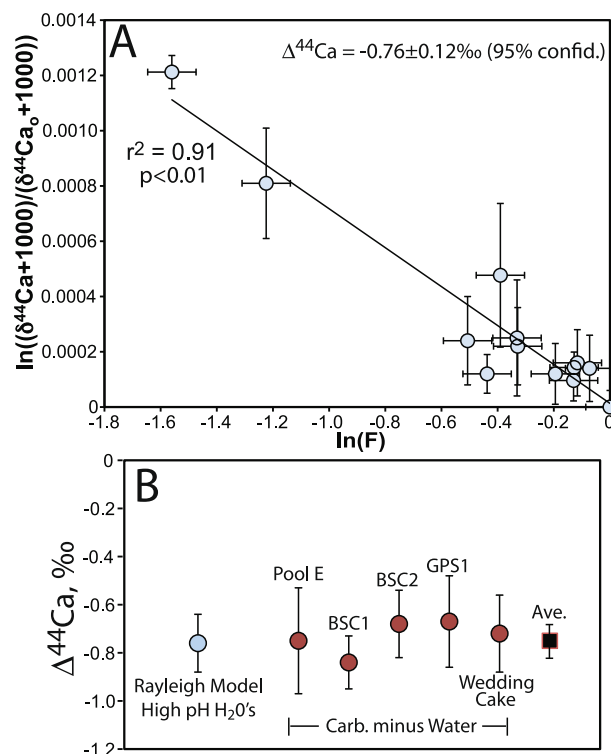 A
Δ⁴⁴Ca = -0.76±0.12‰ (95% confid.)
0.0014
0.0012
0.0010
0.0008
0.0006
0.0004
0.0002
0
ln((δ⁴⁴Ca+1000)/(δ⁴⁴Caₒ+1000))
r² = 0.91
p<0.01
-1.8 -1.6 -1.4 -1.2 -1.0 -0.8 -0.6 -0.4 -0.2 0
ln(F)
B
0
-0.2
-0.4
-0.6
-0.8
-1.0
-1.2
Δ⁴⁴Ca, ‰
Pool E
BSC1
BSC2
GPS1
Ave.
Rayleigh Model
High pH H₂0's
Wedding
Cake
Carb. minus Water